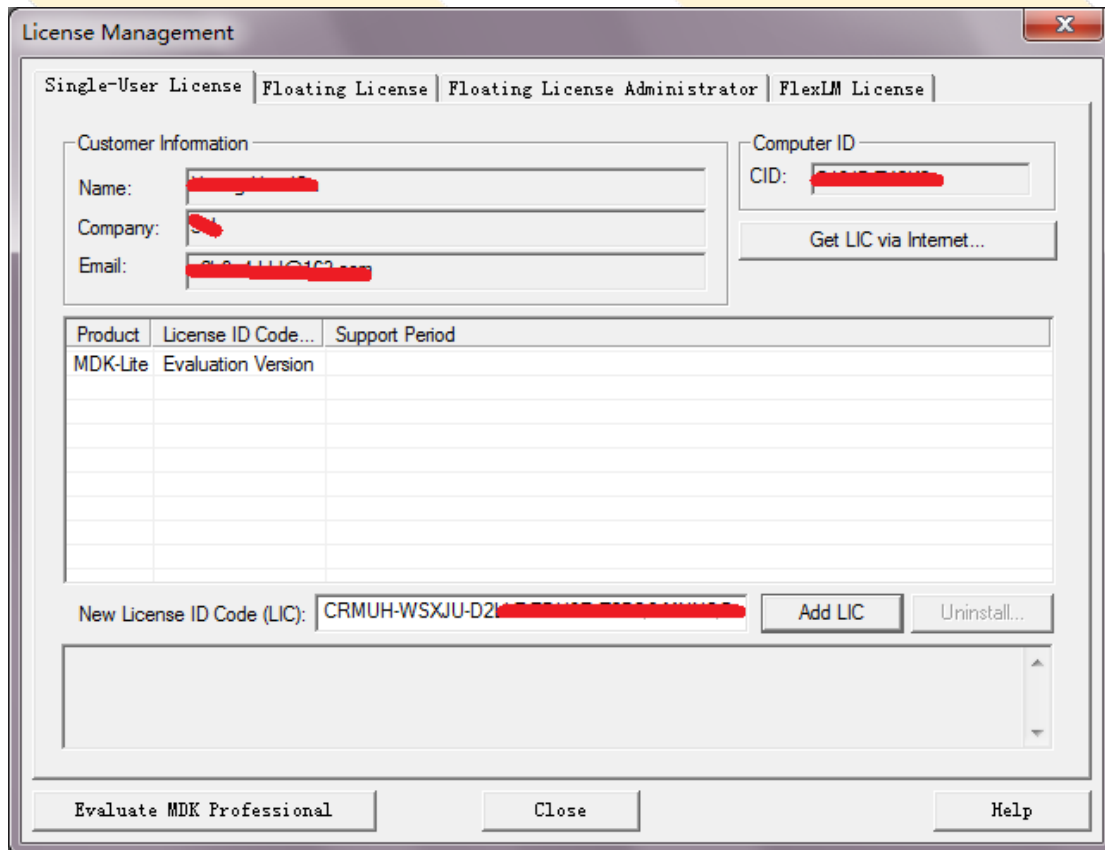 License Management
Single-User License
Floating License
Floating License Administrator
FlexLM License
Customer Information
Name:
Company:
Email:
Computer ID
CID:
Get LIC via Internet...
Product
License ID Code...
Support Period
MDK-Lite
Evaluation Version
New License ID Code (LIC):
CRMUH-WSXJU-
Add LIC
Uninstall...
Evaluate MDK Professional
Close
Help